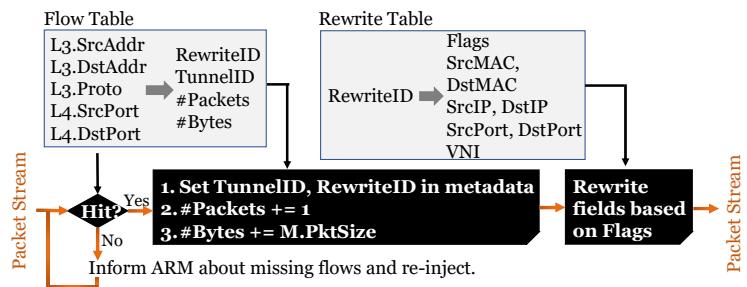 Flow Table
L3.SrcAddr
L3.DstAddr
L3.Proto
L4.SrcPort
L4.DstPort
RewriteID
TunnelID
#Packets
#Bytes
Rewrite Table
RewriteID
Flags
SrcMAC,
DstMAC
SrcIP, DstIP
SrcPort, DstPort
VNI
Packet Stream
Hit?
Yes
No
1. Set TunnelID, RewriteID in metadata
2. #Packets += 1
3. #Bytes += M.PktSize
Rewrite
fields based
on Flags
Packet Stream
Inform ARM about missing flows and re-inject.